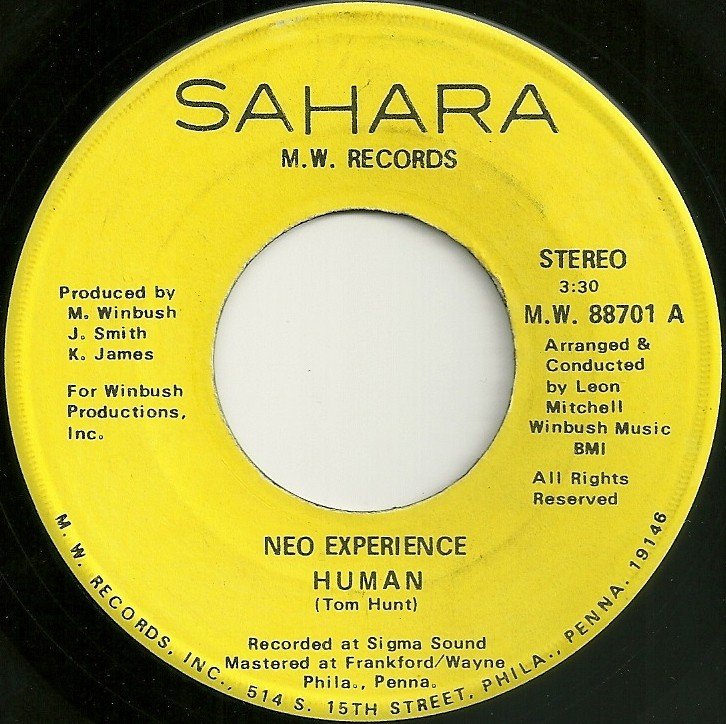 SAHARA
M.W. RECORDS
Produced by
M. Winbush
J. Smith
K. James
For Winbush
Productions,
Inc.
STEREO
3:30
M.W. 88701 A
Arranged &
Conducted
by Leon
Mitchell
Winbush Music
BMI
All Rights
Reserved
NEO EXPERIENCE
HUMAN
(Tom Hunt)
Recorded at Sigma Sound
Mastered at Frankford/Wayne
Phila., Penna.
M. W. RECORDS, INC., 514 S. 15TH STREET, PHILA., PENNA. 19146